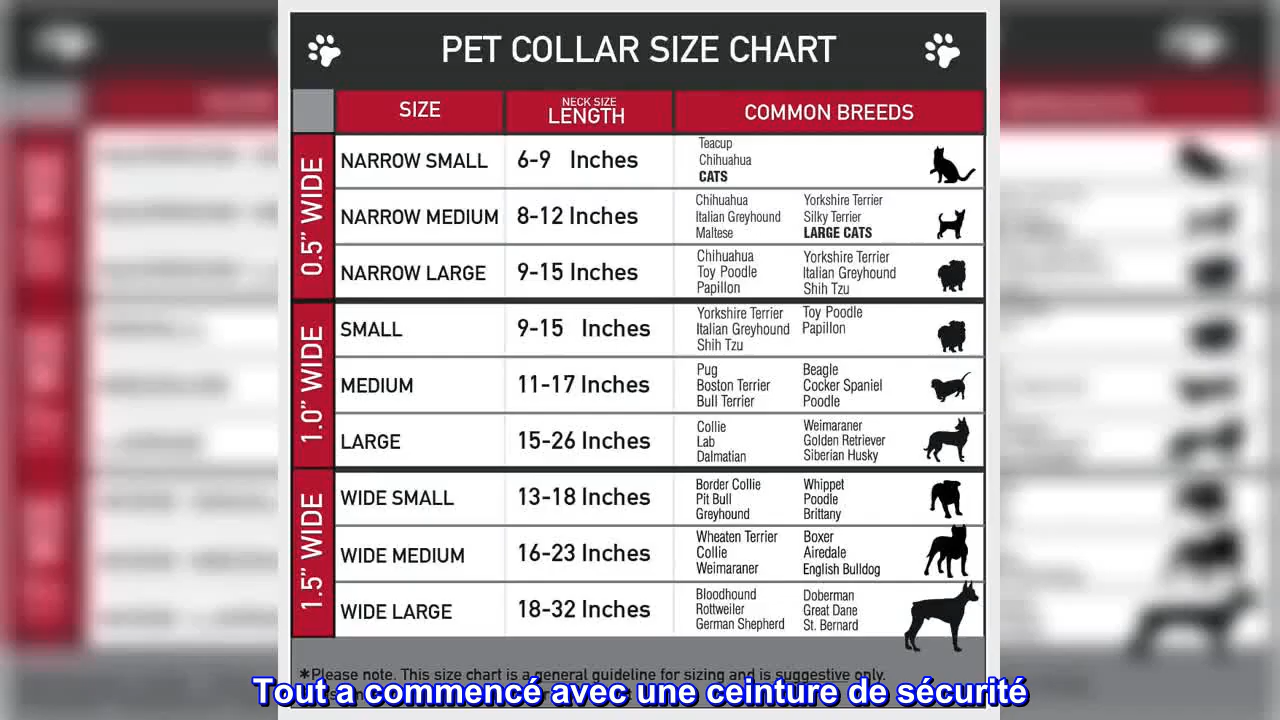 PET COLLAR SIZE CHART
SIZE
NECK SIZE
LENGTH
COMMON BREEDS
0.5” WIDE
NARROW SMALL
6-9 Inches
Teacup
Chihuahua
CATS
NARROW MEDIUM
8-12 Inches
Chihuahua
Italian Greyhound
Maltese
Yorkshire Terrier
Silky Terrier
LARGE CATS
NARROW LARGE
9-15 Inches
Chihuahua
Toy Poodle
Papillon
Yorkshire Terrier
Italian Greyhound
Shih Tzu
1.0” WIDE
SMALL
9-15 Inches
Yorkshire Terrier
Italian Greyhound
Shih Tzu
Toy Poodle
Papillon
MEDIUM
11-17 Inches
Pug
Boston Terrier
Bull Terrier
Beagle
Cocker Spaniel
Poodle
LARGE
15-26 Inches
Collie
Lab
Dalmatian
Weimaraner
Golden Retriever
Siberian Husky
1.5” WIDE
WIDE SMALL
13-18 Inches
Border Collie
Pit Bull
Greyhound
Whippet
Poodle
Brittany
WIDE MEDIUM
16-23 Inches
Wheaten Terrier
Collie
Weimaraner
Boxer
Airedale
English Bulldog
WIDE LARGE
18-32 Inches
Bloodhound
Rottweiler
German Shepherd
Doberman
Great Dane
St. Bernard
*Please note. This size chart is a general guideline for sizing and is suggestive only.
Tout a commencé avec une ceinture de sécurité